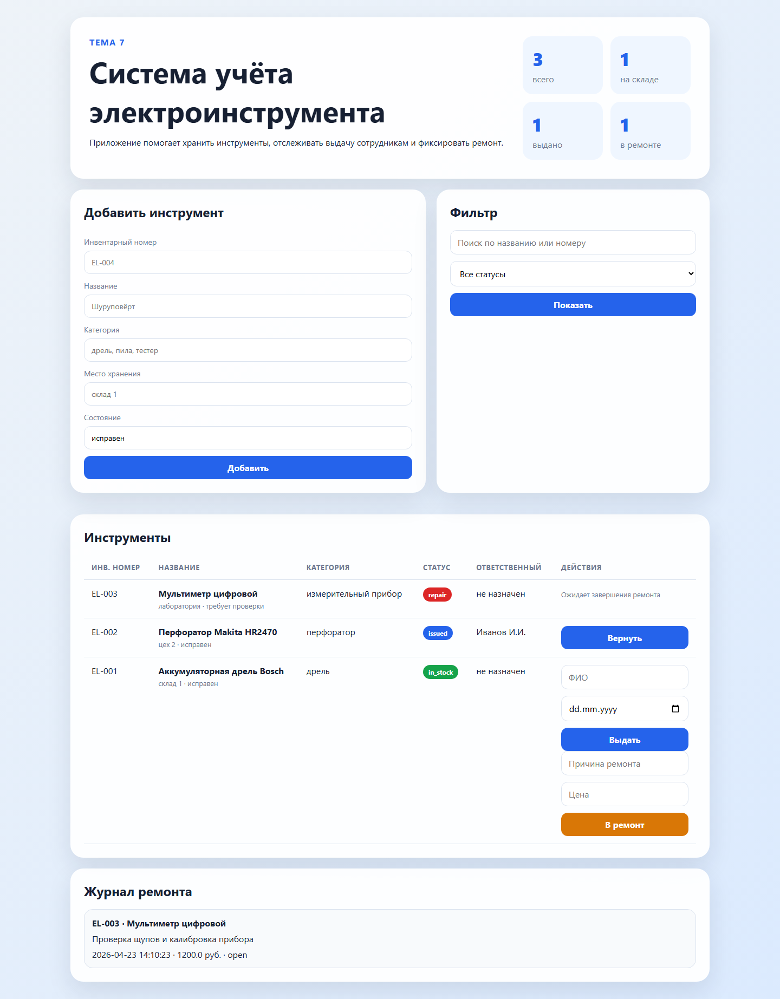 ТЕМА 7
Система учёта
электроинструмента
Приложение помогает хранить инструменты, отслеживать выдачу сотрудникам и фиксировать ремонт.
3
всего
1
на складе
1
выдано
1
в ремонте
Добавить инструмент
Инвентарный номер
EL-004
Название
Шуруповёрт
Категория
дрель, пила, тестер
Место хранения
склад 1
Состояние
исправен
Добавить
Фильтр
Поиск по названию или номеру
Все статусы
Показать
Инструменты
ИНВ. НОМЕР НАЗВАНИЕ КАТЕГОРИЯ СТАТУС ОТВЕТСТВЕННЫЙ ДЕЙСТВИЯ
EL-003 Мультиметр цифровой измерительный прибор repair не назначен Ожидает завершения ремонта
лаборатория · требует проверки
EL-002 Перфоратор Makita HR2470 перфоратор issued Иванов И.И. Вернуть
цех 2 · исправен
EL-001 Аккумуляторная дрель Bosch дрель in_stock не назначен ФИО
склад 1 · исправен
dd.mm.yyyy
Выдать
Причина ремонта
Цена
В ремонт
Журнал ремонта
EL-003 · Мультиметр цифровой
Проверка щупов и калибровка прибора
2026-04-23 14:10:23 · 1200.0 руб. · open